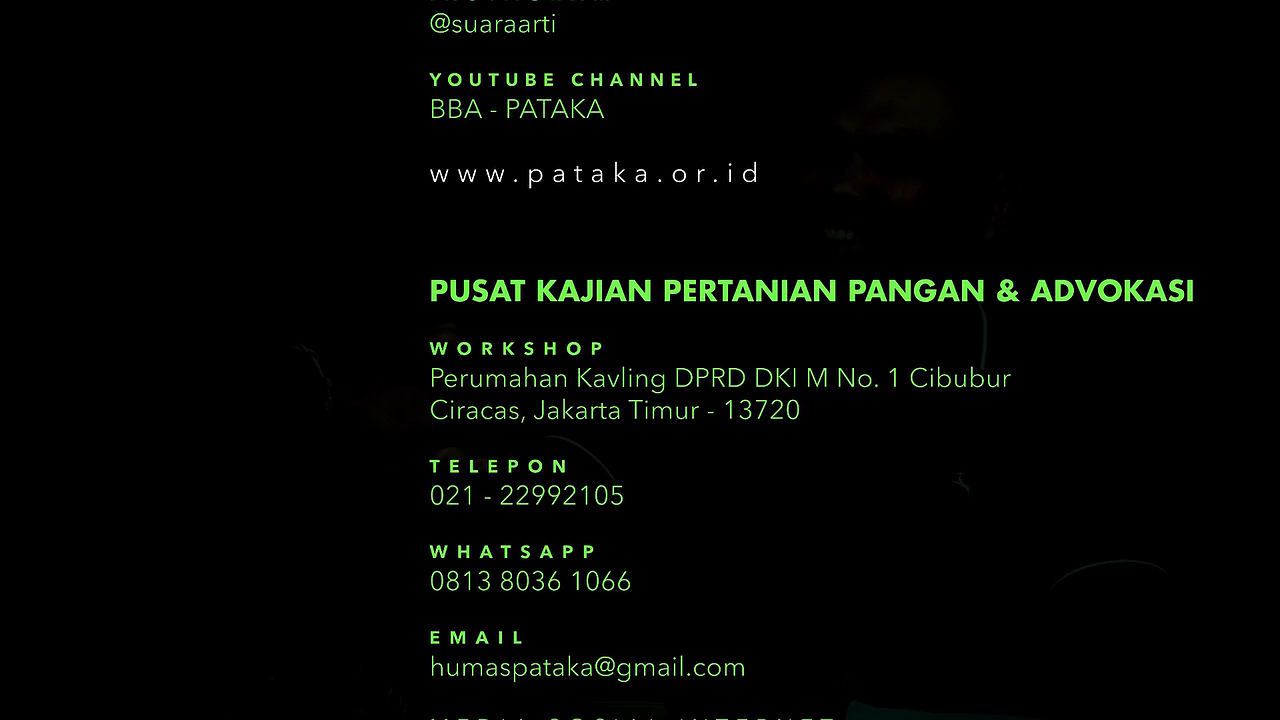 @suaraarti
YOUTUBE CHANNEL
BBA - PATAKA
www.pataka.or.id
PUSAT KAJIAN PERTANIAN PANGAN & ADVOKASI
WORKSHOP
Perumahan Kavling DPRD DKI M No. 1 Cibubur
Ciracas, Jakarta Timur - 13720
TELEPON
021 - 22992105
WHATSAPP
0813 8036 1066
EMAIL
humaspataka@gmail.com